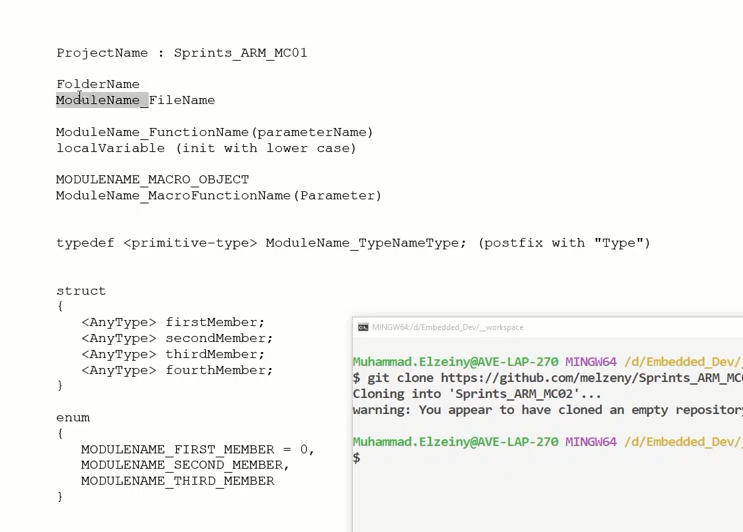 ProjectName : Sprints_ARM_MC01
FolderName
ModuleName_FileName
ModuleName_FunctionName(parameterName)
localVariable (init with lower case)
MODULENAME_MACRO_OBJECT
ModuleName_MacroFunctionName(Parameter)
typedef <primitive-type> ModuleName_TypeNameType; (postfix with "Type")
struct
{
<AnyType> firstMember;
<AnyType> secondMember;
<AnyType> thirdMember;
<AnyType> fourthMember;
}
enum
{
MODULENAME_FIRST_MEMBER = 0,
MODULENAME_SECOND_MEMBER,
MODULENAME_THIRD_MEMBER
}
MINGW64:/d/Embedded_Dev/__workspace
Muhammad.Elzeiny@AVE-LAP-270 MINGW64 /d/Embedded_Dev/_
$ git clone https://github.com/melzeny/Sprints_ARM_MC0
Cloning into 'Sprints_ARM_MC02'...
warning: You appear to have cloned an empty repository
Muhammad.Elzeiny@AVE-LAP-270 MINGW64 /d/Embedded_Dev/_
$